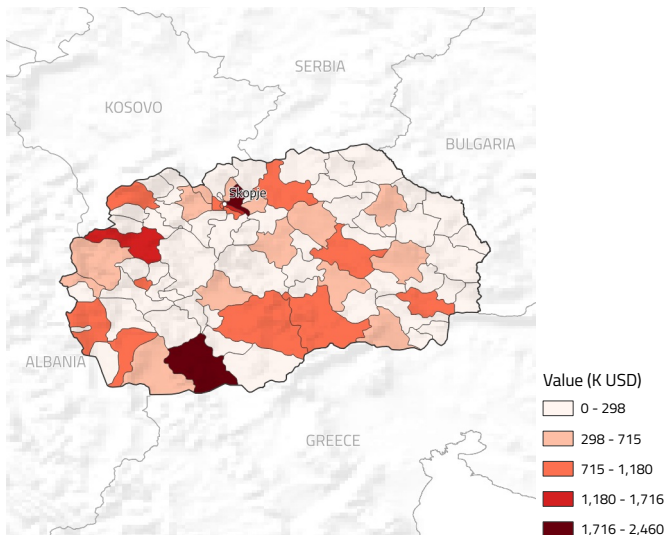 SERBIA
KOSOVO
BULGARIA
Skopje
ALBANIA
GREECE
Value (K USD)
0 - 298
298 - 715
715 - 1,180
1,180 - 1,716
1,716 - 2,460